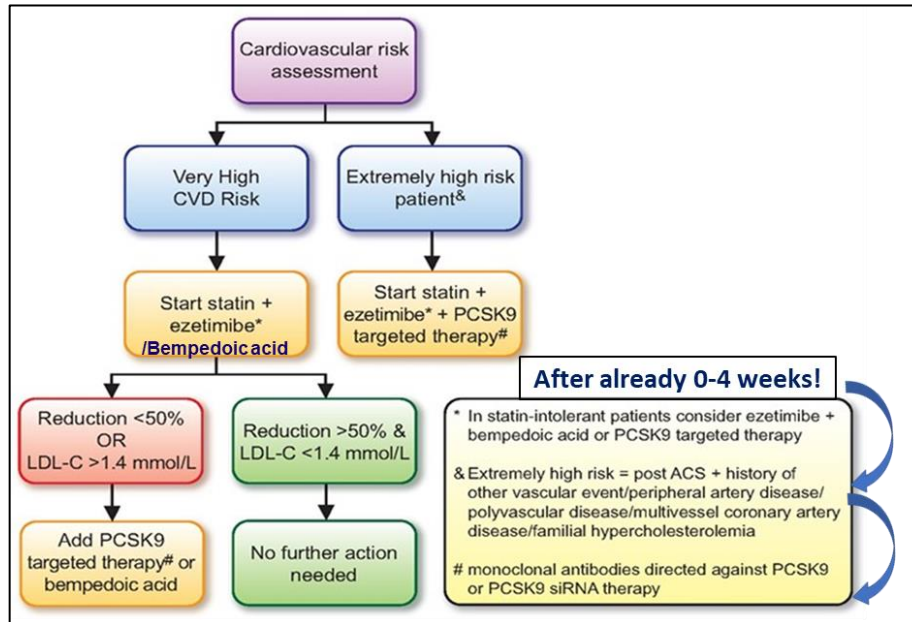 Cardiovascular risk
assessment
Very High
CVD Risk
Extremely high risk
patient&
Start statin +
ezetimibe*
/Bempedoic acid
Start statin +
ezetimibe* + PCSK9
targeted therapy#
After already 0-4 weeks!
Reduction <50%
OR
LDL-C >1.4 mmol/L
Reduction >50% &
LDL-C <1.4 mmol/L
Add PCSK9
targeted therapy# or
bempedoic acid
No further action
needed
* In statin-intolerant patients consider ezetimibe +
bempedoic acid or PCSK9 targeted therapy
& Extremely high risk = post ACS + history of
other vascular event/peripheral artery disease/
polyvascular disease/multivessel coronary artery
disease/familial hypercholesterolemia
# monoclonal antibodies directed against PCSK9
or PCSK9 siRNA therapy